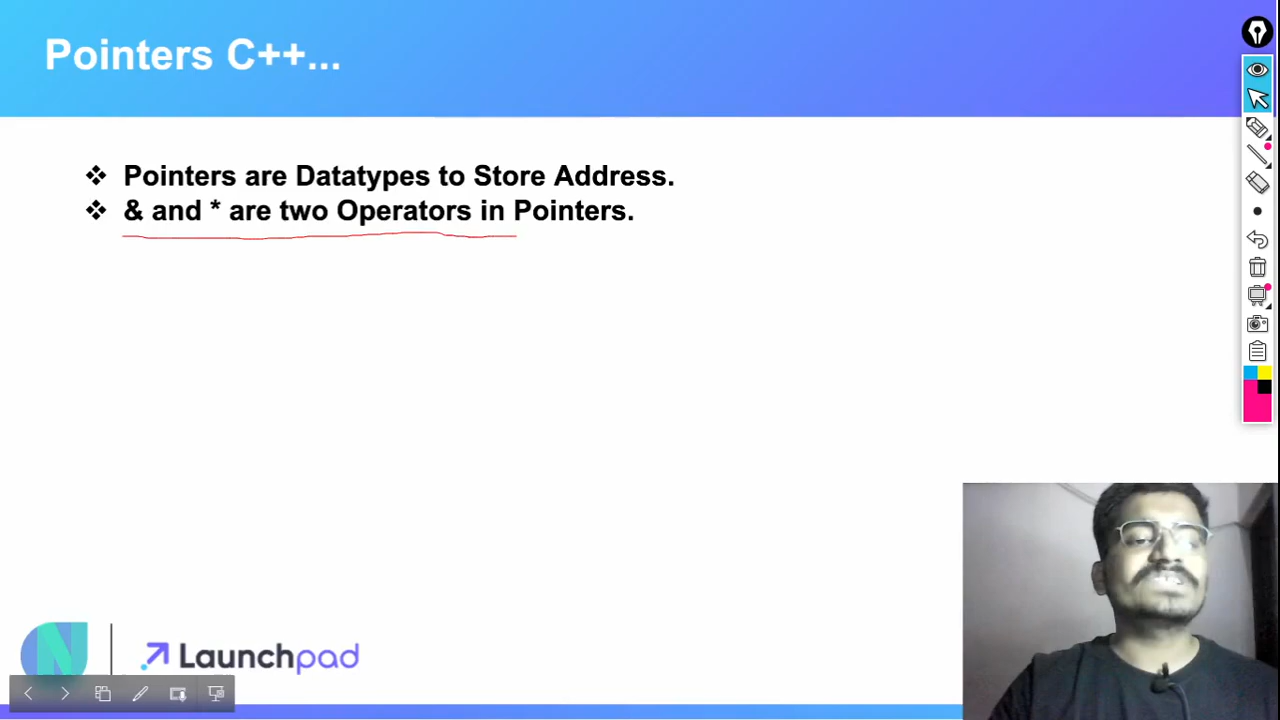 Pointers C++...
❖ Pointers are Datatypes to Store Address.
❖ & and * are two Operators in Pointers.
N
Launchpad